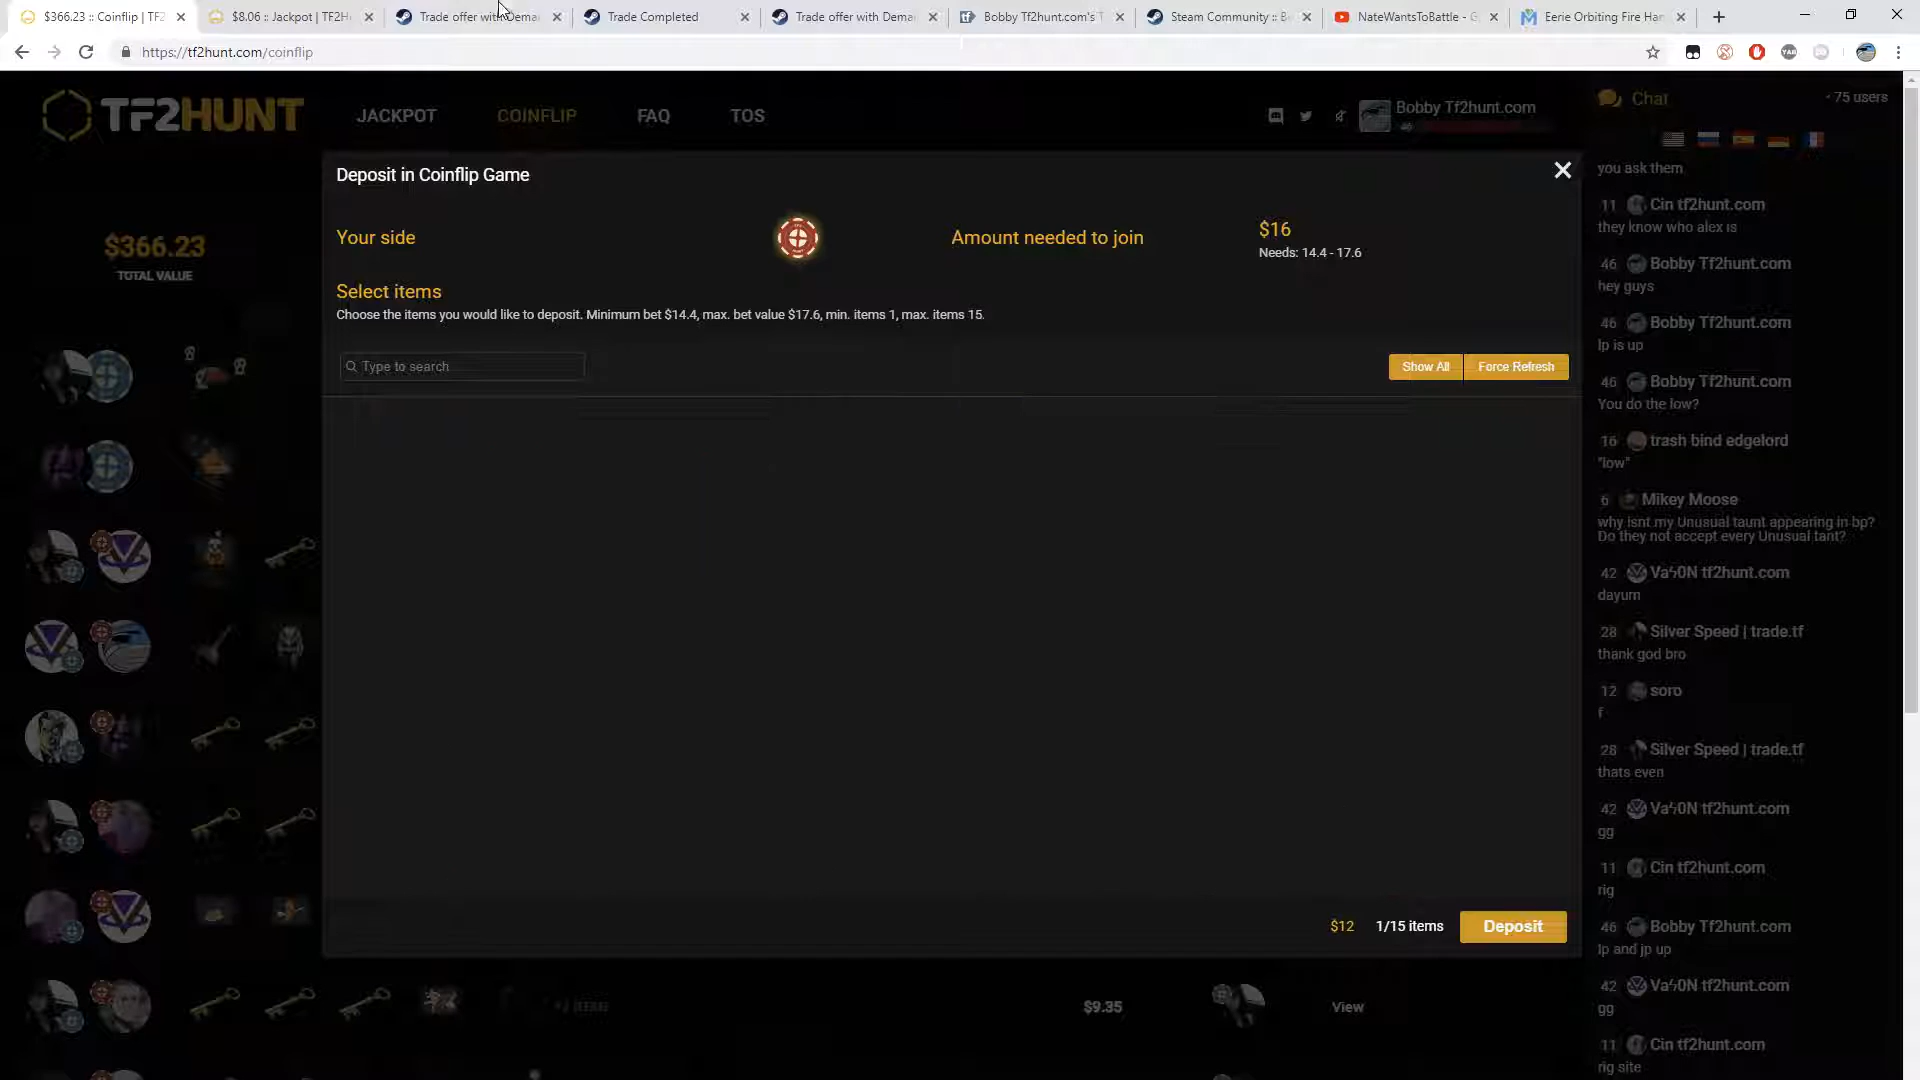 $366.23 :: Coinflip | TF2
$8.06 :: Jackpot | TF2H
Trade offer with Dema
Trade Completed
Trade offer with Dema
Bobby Tf2hunt.com's T
Steam Community ::
NateWantsToBattle -
Eerie Orbiting Fire Han
https://tf2hunt.com/coinflip
TF2HUNT
JACKPOT
COINFLIP
FAQ
TOS
Bobby Tf2hunt.com
46
Chat
75 users
$366.23
TOTAL VALUE
Deposit in Coinflip Game
Your side
Amount needed to join
$16
Needs: 14.4 - 17.6
Select items
Choose the items you would like to deposit. Minimum bet $14.4, max. bet value $17.6, min. items 1, max. items 15.
Type to search
Show All
Force Refresh
$12
1/15 items
Deposit
$9.35
View
you ask them
11 Cin tf2hunt.com
they know who alex is
46 Bobby Tf2hunt.com
hey guys
46 Bobby Tf2hunt.com
lp is up
46 Bobby Tf2hunt.com
You do the low?
16 trash bind edgelord
"low"
6 Mikey Moose
why isnt my Unusual taunt appearing in bp?
Do they not accept every Unusual tant?
42 Vaϟ0N tf2hunt.com
dayum
28 Silver Speed | trade.tf
thank god bro
12 soro
f
28 Silver Speed | trade.tf
thats even
42 Vaϟ0N tf2hunt.com
gg
11 Cin tf2hunt.com
rig
46 Bobby Tf2hunt.com
lp and jp up
42 Vaϟ0N tf2hunt.com
gg
11 Cin tf2hunt.com
rig site